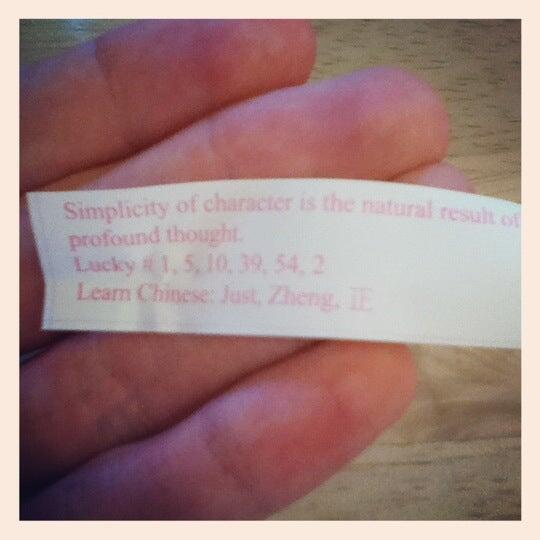 Simplicity of character is the natural result of
profound thought.
Lucky # 1, 5, 10, 39, 54, 2
Learn Chinese: Just, Zheng, 正